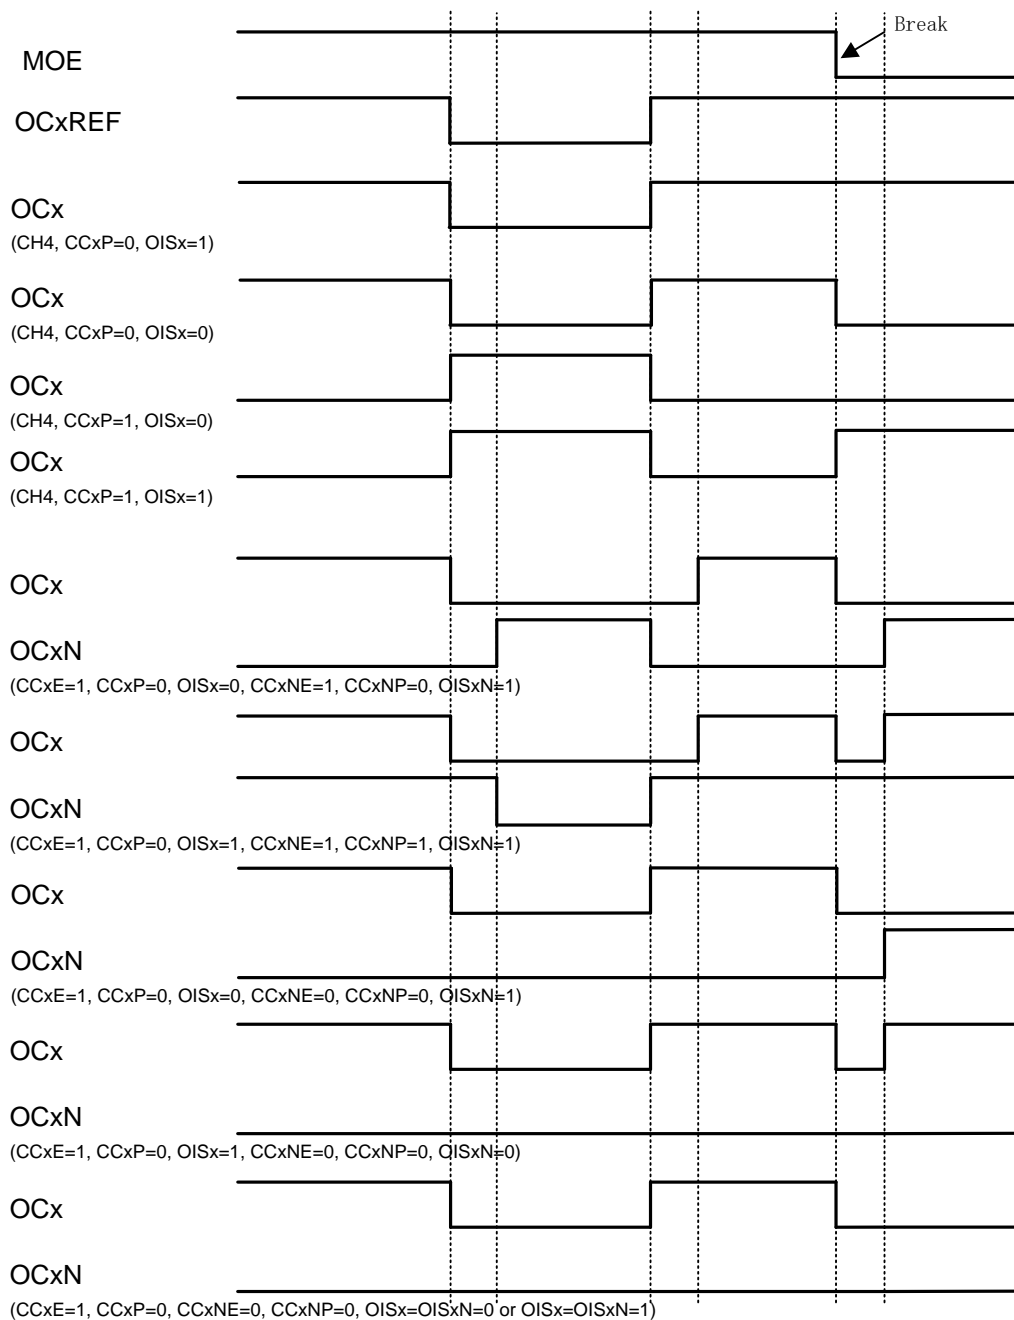 Break
MOE
OCxREF
OCx
(CH4, CCxP=0, OISx=1)
OCx
(CH4, CCxP=0, OISx=0)
OCx
(CH4, CCxP=1, OISx=0)
OCx
(CH4, CCxP=1, OISx=1)
OCx
OCxN
(CCxE=1, CCxP=0, OISx=0, CCxNE=1, CCxNP=0, OISxN=1)
OCx
OCxN
(CCxE=1, CCxP=0, OISx=1, CCxNE=1, CCxNP=1, OISxN=1)
OCx
OCxN
(CCxE=1, CCxP=0, OISx=0, CCxNE=0, CCxNP=0, OISxN=1)
OCx
OCxN
(CCxE=1, CCxP=0, OISx=1, CCxNE=0, CCxNP=0, OISxN=0)
OCx
OCxN
(CCxE=1, CCxP=0, CCxNE=0, CCxNP=0, OISx=OISxN=0 or OISx=OISxN=1)